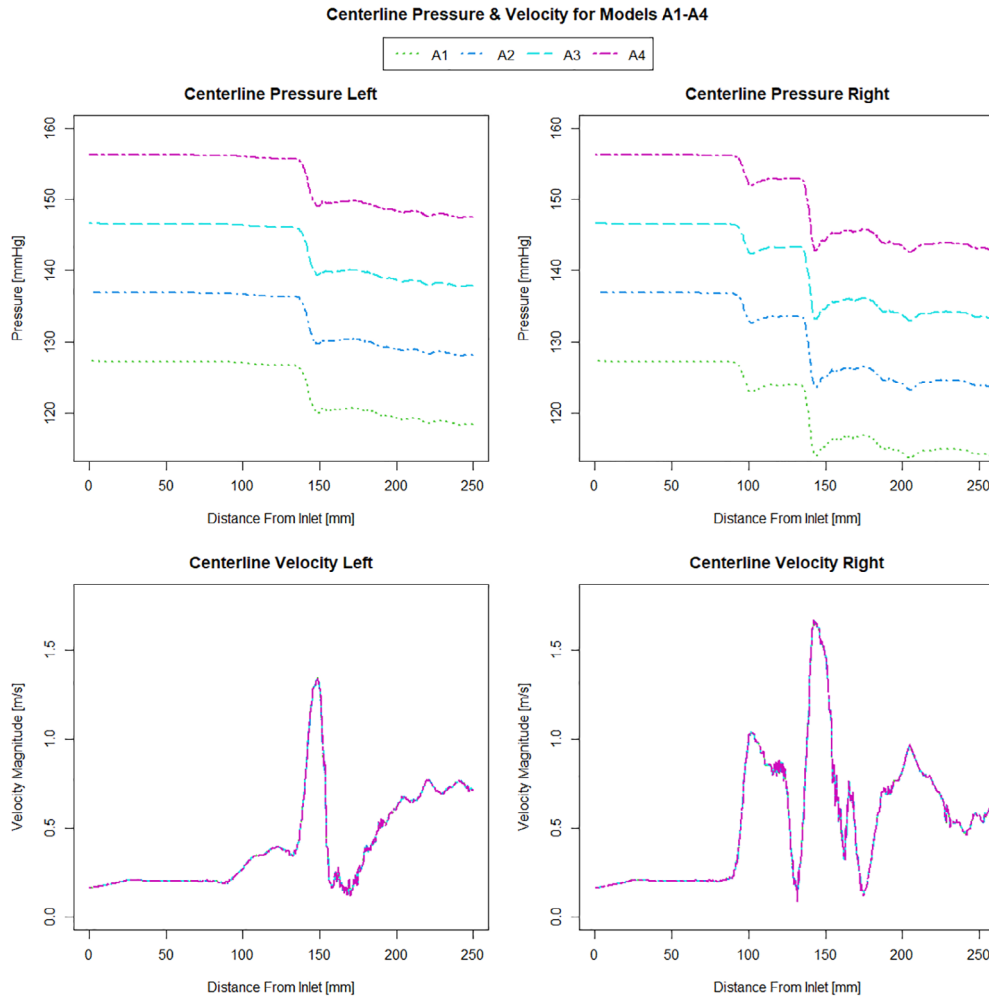 Centerline Pressure & Velocity for Models A1-A4
A1 A2 A3 A4
Centerline Pressure Left
Pressure [mmHg]
160
150
140
130
120
0 50 100 150 200 250
Distance From Inlet [mm]
Centerline Pressure Right
Pressure [mmHg]
160
150
140
130
120
0 50 100 150 200 250
Distance From Inlet [mm]
Centerline Velocity Left
Velocity Magnitude [m/s]
1.5
1.0
0.5
0.0
0 50 100 150 200 250
Distance From Inlet [mm]
Centerline Velocity Right
Velocity Magnitude [m/s]
1.5
1.0
0.5
0.0
0 50 100 150 200 250
Distance From Inlet [mm]